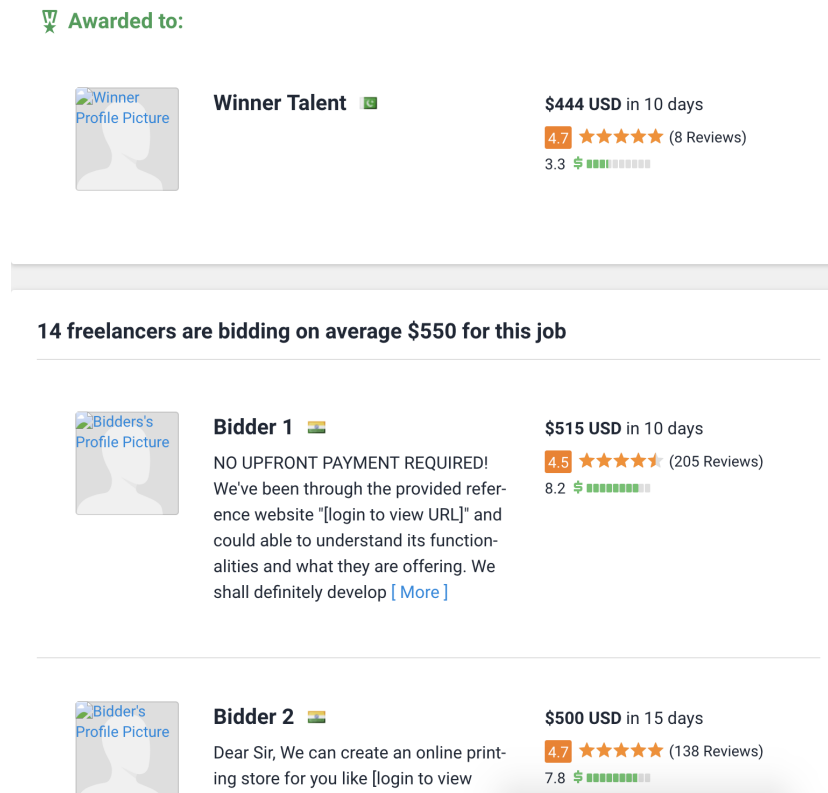 Awarded to:
Winner
Profile Picture
Winner Talent
$444 USD in 10 days
4.7 (8 Reviews)
3.3 $
14 freelancers are bidding on average $550 for this job
Bidders's
Profile Picture
Bidder 1
NO UPFRONT PAYMENT REQUIRED!
We've been through the provided refer-
ence website "[login to view URL]" and
could able to understand its function-
alities and what they are offering. We
shall definitely develop [ More ]
$515 USD in 10 days
4.5 (205 Reviews)
8.2 $
Bidder's
Profile Picture
Bidder 2
Dear Sir, We can create an online print-
ing store for you like [login to view
$500 USD in 15 days
4.7 (138 Reviews)
7.8 $